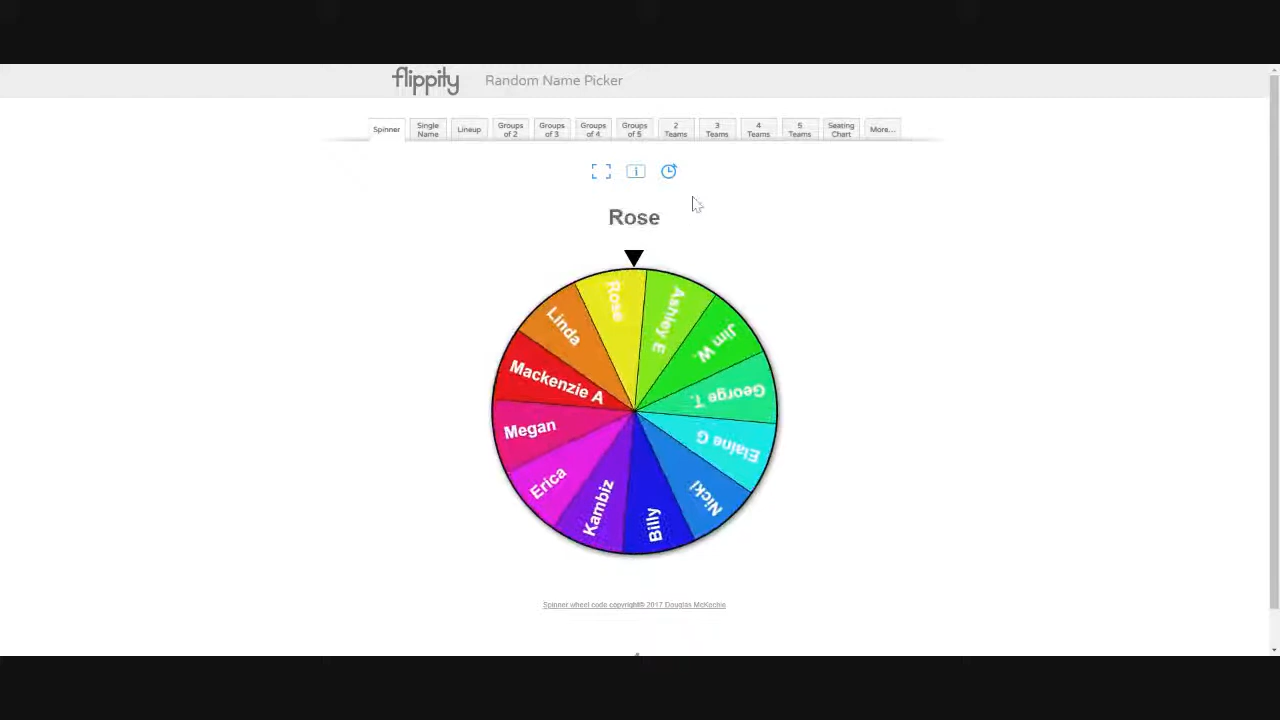 flippity
Random Name Picker
Spinner
Single
Name
Lineup
Groups
of 2
Groups
of 3
Groups
of 4
Groups
of 5
2
Teams
3
Teams
4
Teams
5
Teams
Seating
Chart
More...
Rose
Rose
Ashley E
Jim W.
George T.
Elaine G
Nicki
Billy
Kambiz
Erica
Megan
Mackenzie A
Linda
Spinner wheel code copyright© 2017 Douglas McKechie